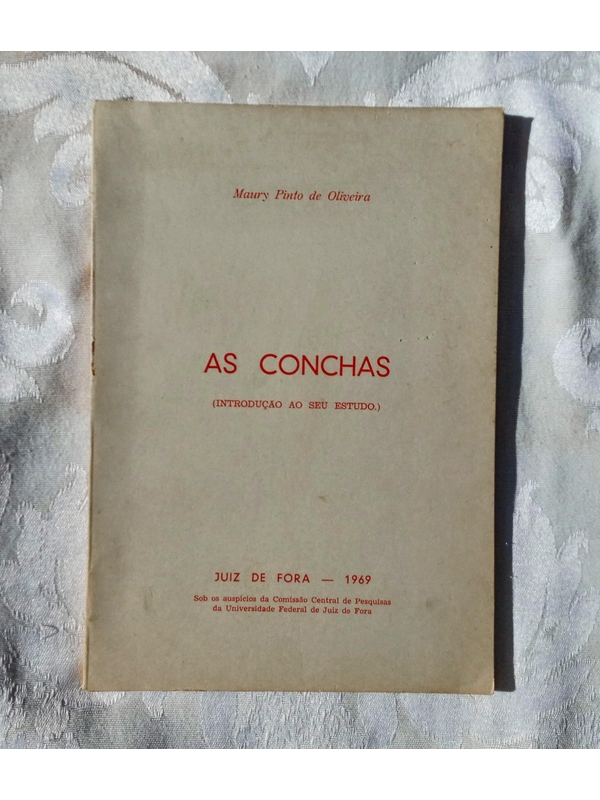 Maury Pinto de Oliveira
AS CONCHAS
(INTRODUÇÃO AO SEU ESTUDO.)
JUIZ DE FORA — 1969
Sob os auspícios da Comissão Central de Pesquisas
da Universidade Federal de Juiz de Fora